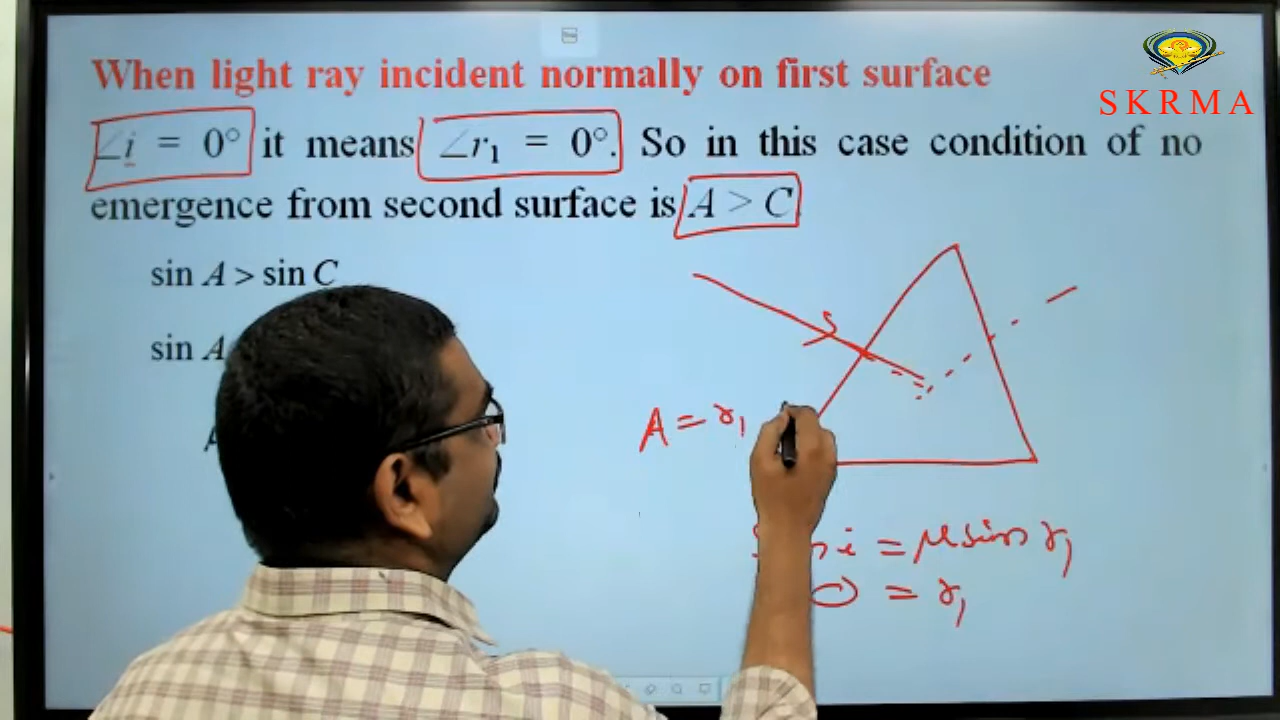 When light ray incident normally on first surface
SKRMA
∠i = 0° it means ∠r₁ = 0°. So in this case condition of no
emergence from second surface is A > C
sin A > sin C
sin A
A = r₁
i = μ sin r₁
0 = r₁